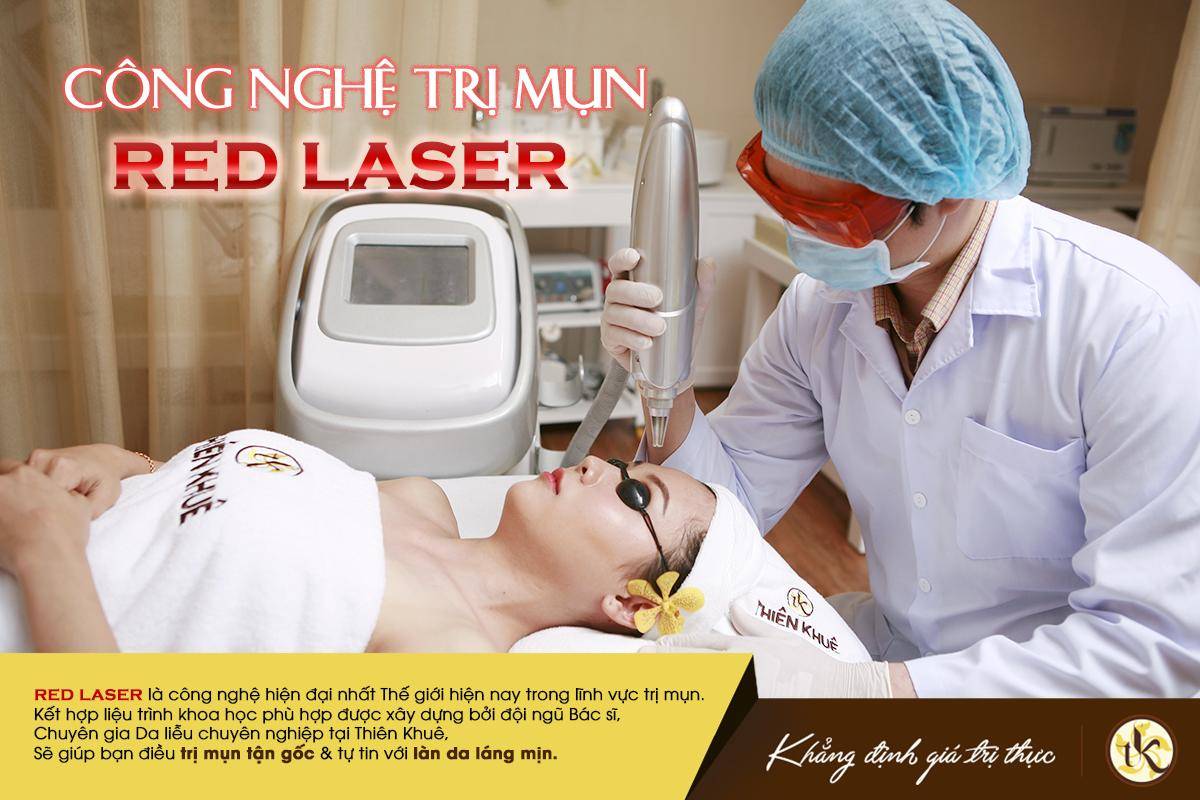 CÔNG NGHỆ TRỊ MỤN
RED LASER
THIÊN KHUÊ
tk
THIÊN KHUÊ
RED LASER là công nghệ hiện đại nhất Thế giới hiện nay trong lĩnh vực trị mụn.
Kết hợp liệu trình khoa học phù hợp được xây dựng bởi đội ngũ Bác sĩ,
Chuyên gia Da liễu chuyên nghiệp tại Thiên Khuê,
Sẽ giúp bạn điều trị mụn tận gốc & tự tin với làn da láng mịn.
Khẳng định giá trị thực
tk